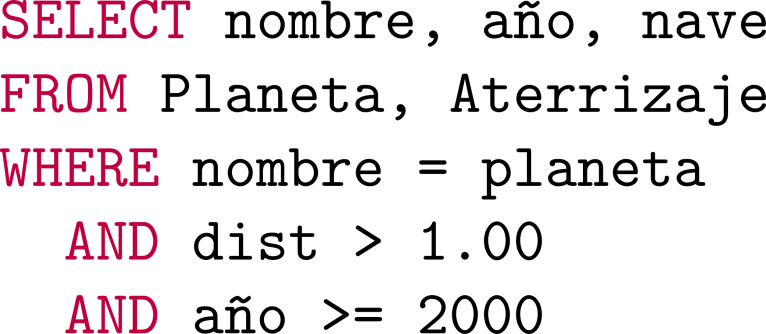 SELECT nombre, año, nave
FROM Planeta, Aterrizaje
WHERE nombre = planeta
AND dist > 1.00
AND año >= 2000